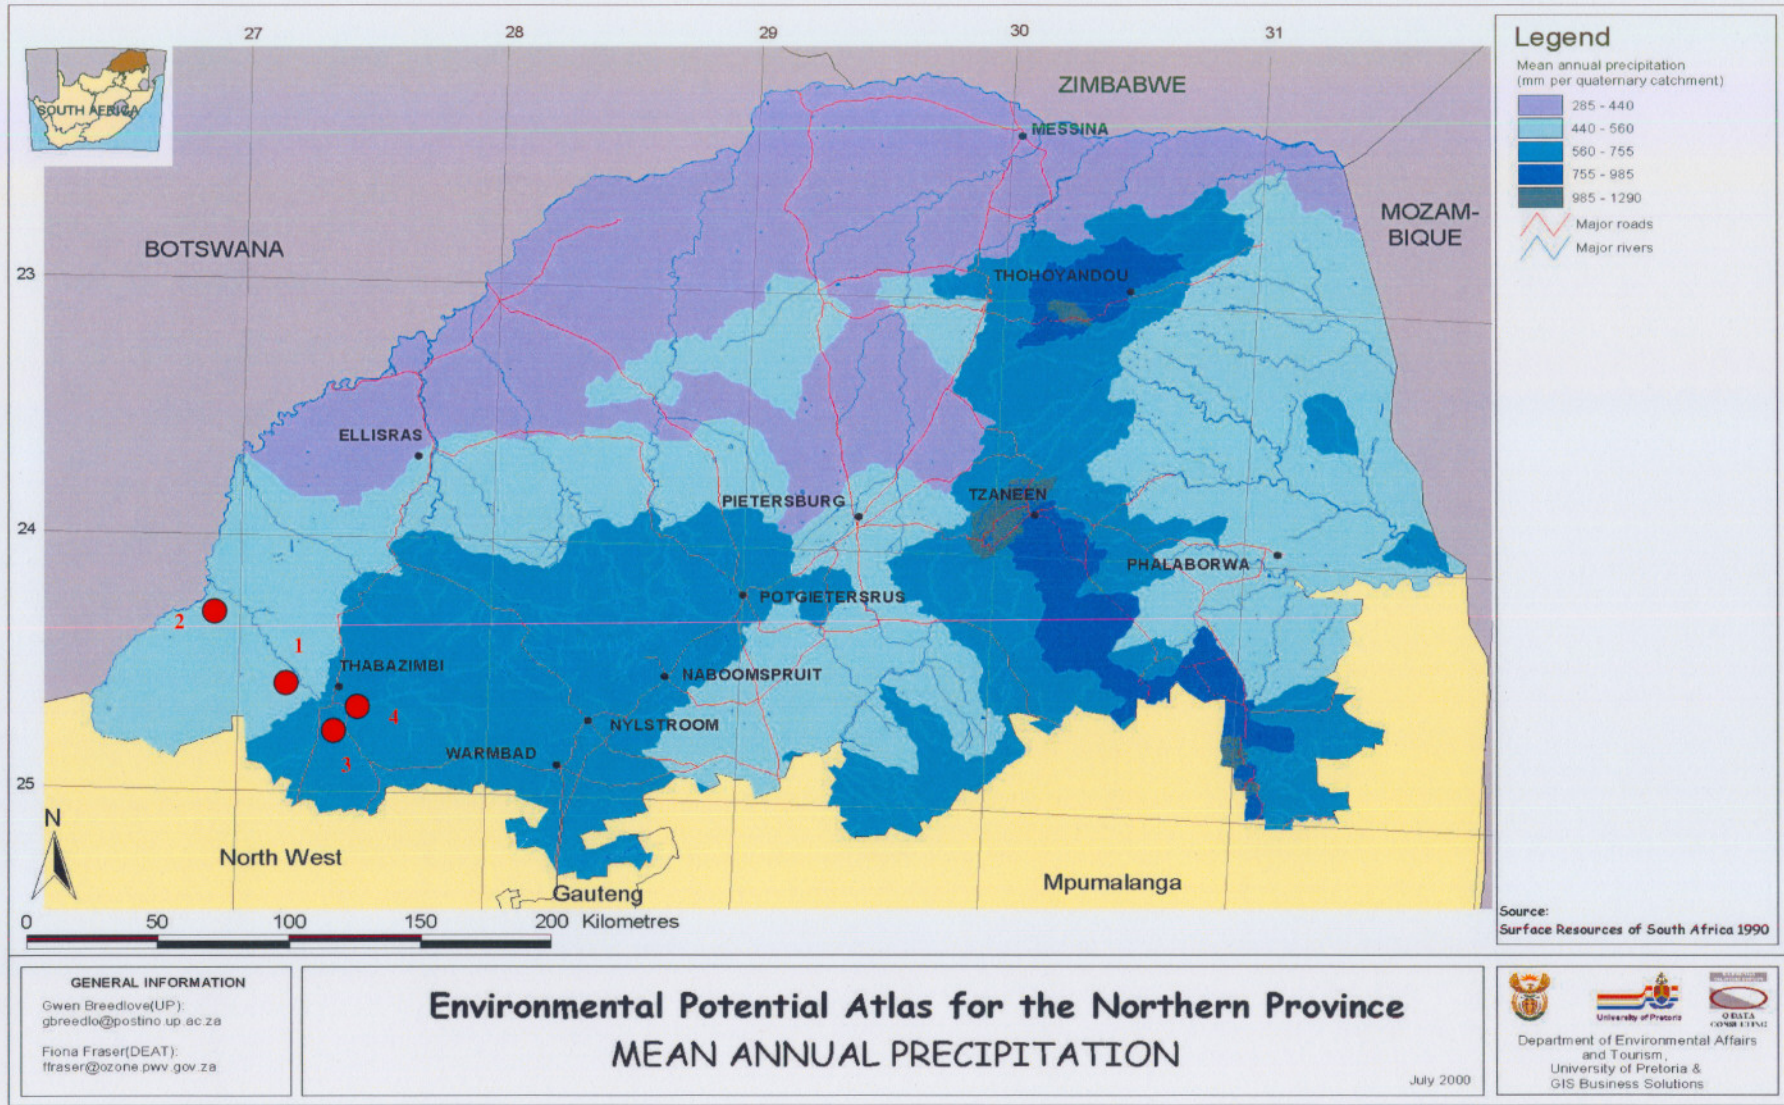 27 28 29 30 31
Legend
Mean annual precipitation
(mm per quaternary catchment)
285 - 440
440 - 560
560 - 755
755 - 985
985 - 1290
Major roads
Major rivers
SOUTH AFRICA
ZIMBABWE
MESSINA
MOZAM-
BIQUE
BOTSWANA
23
THOHOYANDOU
ELLISRAS
PIETERSBURG
TZANEEN
24
PHALABORWA
POTGIETERSRUS
2
1
THABAZIMBI
NABOOMSPRUIT
4
NYLSTROOM
3
WARMBAD
25
N
North West
Gauteng
Mpumalanga
0 50 100 150 200 Kilometres
Source:
Surface Resources of South Africa 1990
GENERAL INFORMATION
Gwen Breedlove(UP):
gbreedlo@postino.up.ac.za
Fiona Fraser(DEAT):
ffraser@ozone.pwv.gov.za
Environmental Potential Atlas for the Northern Province
MEAN ANNUAL PRECIPITATION
July 2000
University of Pretoria
Q DATA
CONSULTING
Department of Environmental Affairs
and Tourism,
University of Pretoria &
GIS Business Solutions